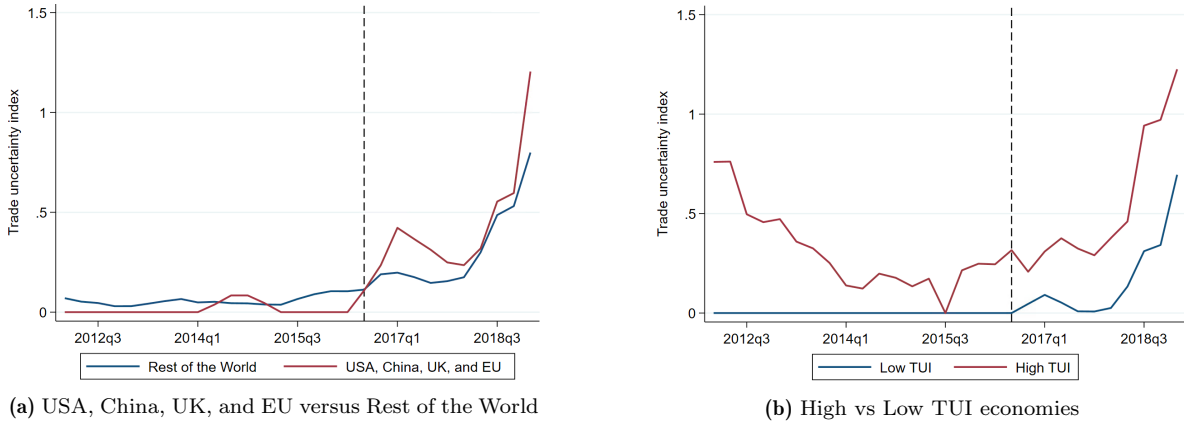 1.5
1
.5
0
Trade uncertainty index
2012q3 2014q1 2015q3 2017q1 2018q3
Rest of the World USA, China, UK, and EU
(a) USA, China, UK, and EU versus Rest of the World
1.5
1
.5
0
Trade uncertainty index
2012q3 2014q1 2015q3 2017q1 2018q3
Low TUI High TUI
(b) High vs Low TUI economies